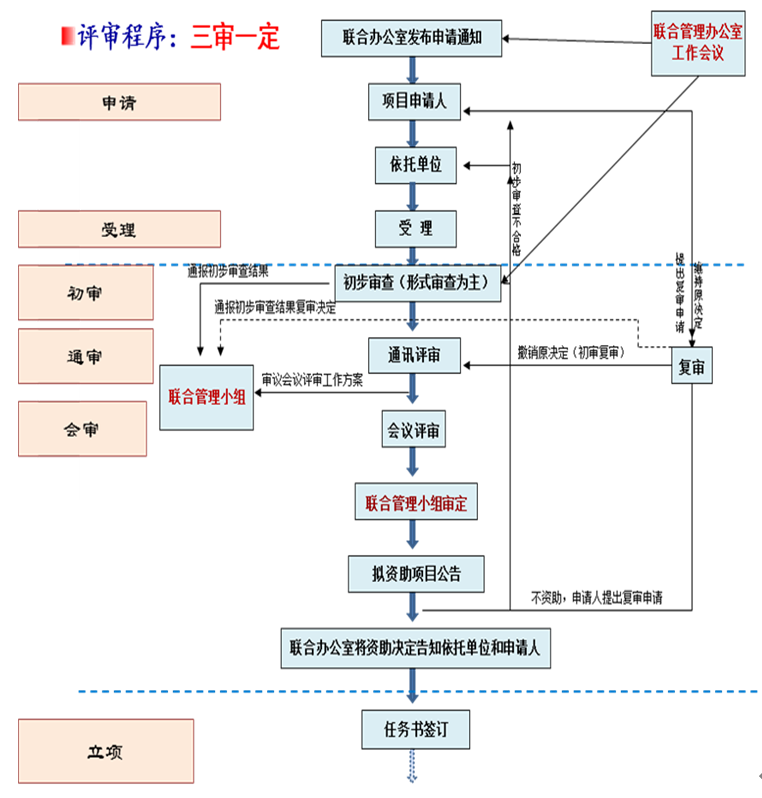 评审程序：三审一定
联合办公室发布申请通知
联合管理办公室
工作会议
申请
项目申请人
依托单位
初步审查不合格
受理
受 理
通报初步审查结果
初步审查（形式审查为主）
提出复审申请
维持原决定
初审
通报初步审查结果复审决定
通审
通讯评审
撤销原决定（初审复审）
复审
联合管理小组
审议会议评审工作方案
会审
会议评审
联合管理小组审定
拟资助项目公告
不资助，申请人提出复审申请
联合办公室将资助决定告知依托单位和申请人
立项
任务书签订